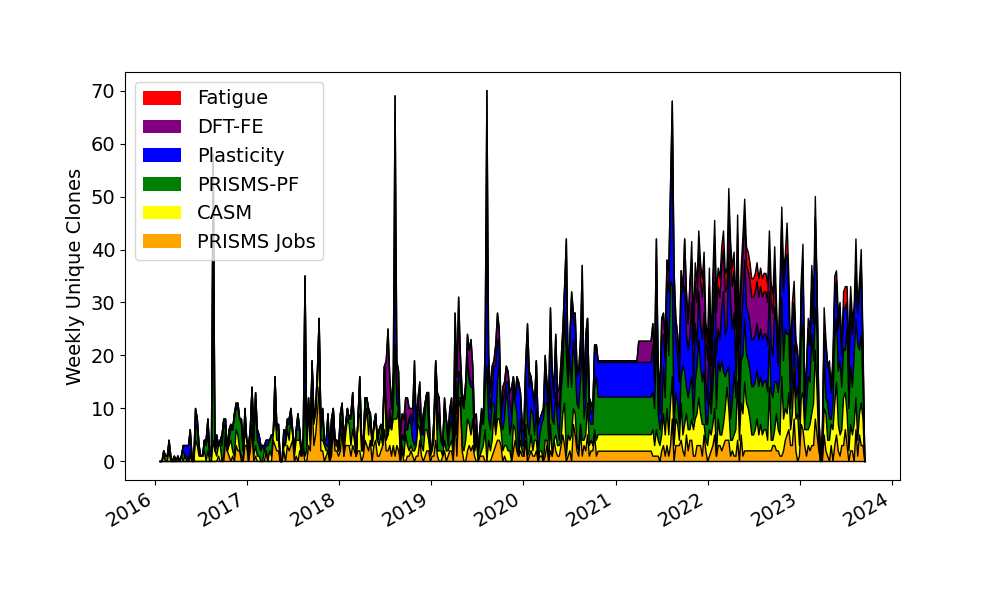 Weekly Unique Clones
70
60
50
40
30
20
10
0
Fatigue
DFT-FE
Plasticity
PRISMS-PF
CASM
PRISMS Jobs
2016
2017
2018
2019
2020
2021
2022
2023
2024